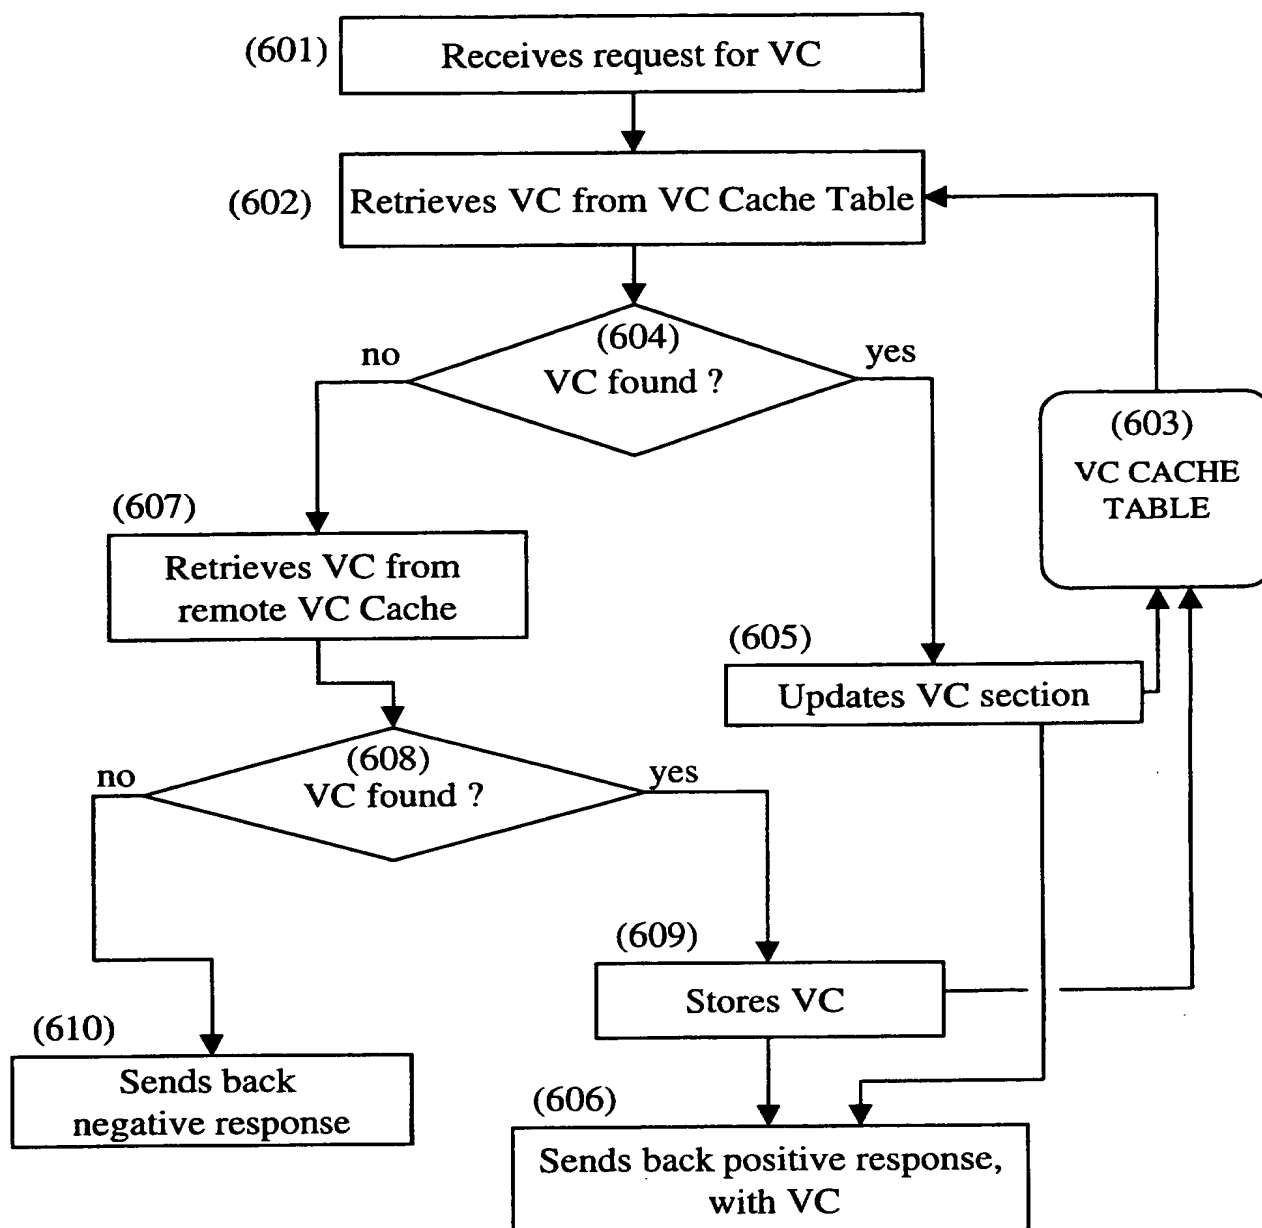 (601)
Receives request for VC
(602)
Retrieves VC from VC Cache Table
(604)
no
yes
VC found ?
(603)
VC CACHE
TABLE
(607)
Retrieves VC from
remote VC Cache
(605)
Updates VC section
(608)
no
yes
VC found ?
(609)
Stores VC
(610)
Sends back
negative response
(606)
Sends back positive response,
with VC